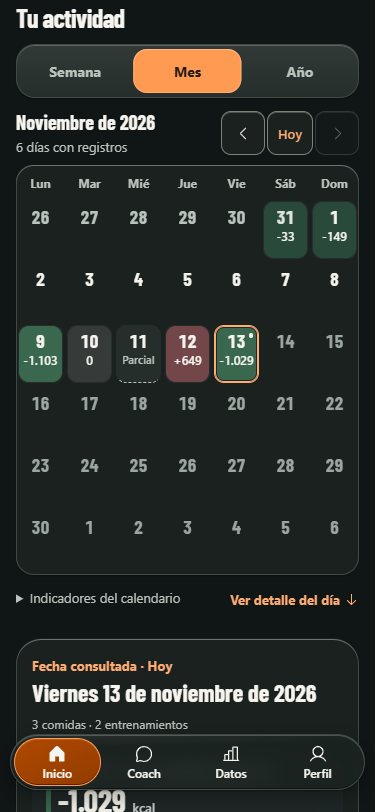 Tu actividad
Semana Mes Año
Noviembre de 2026
6 días con registros
Hoy
Lun Mar Mié Jue Vie Sáb Dom
26 27 28 29 30 31 1
-33 -149
2 3 4 5 6 7 8
9 10 11 12 13 14 15
-1.103 0 Parcial +649 -1.029
16 17 18 19 20 21 22
23 24 25 26 27 28 29
30 1 2 3 4 5 6
Indicadores del calendario
Ver detalle del día ↓
Fecha consultada · Hoy
Viernes 13 de noviembre de 2026
3 comidas · 2 entrenamientos
Inicio Coach Datos Perfil
-1.029 kcal